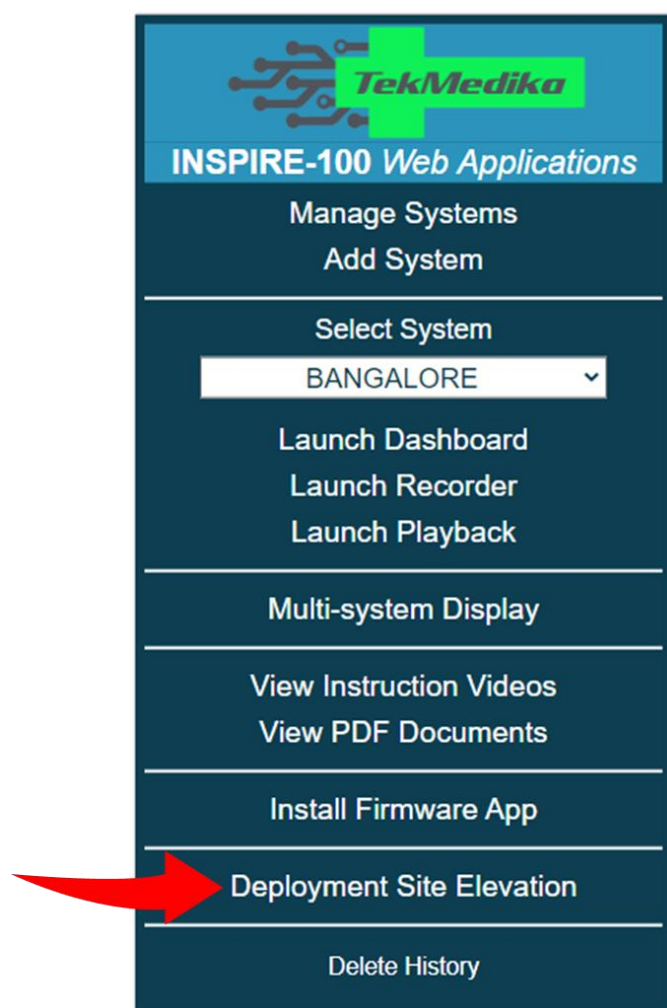 TekMedika
INSPIRE-100 Web Applications
Manage Systems
Add System
Select System
BANGALORE
Launch Dashboard
Launch Recorder
Launch Playback
Multi-system Display
View Instruction Videos
View PDF Documents
Install Firmware App
Deployment Site Elevation
Delete History